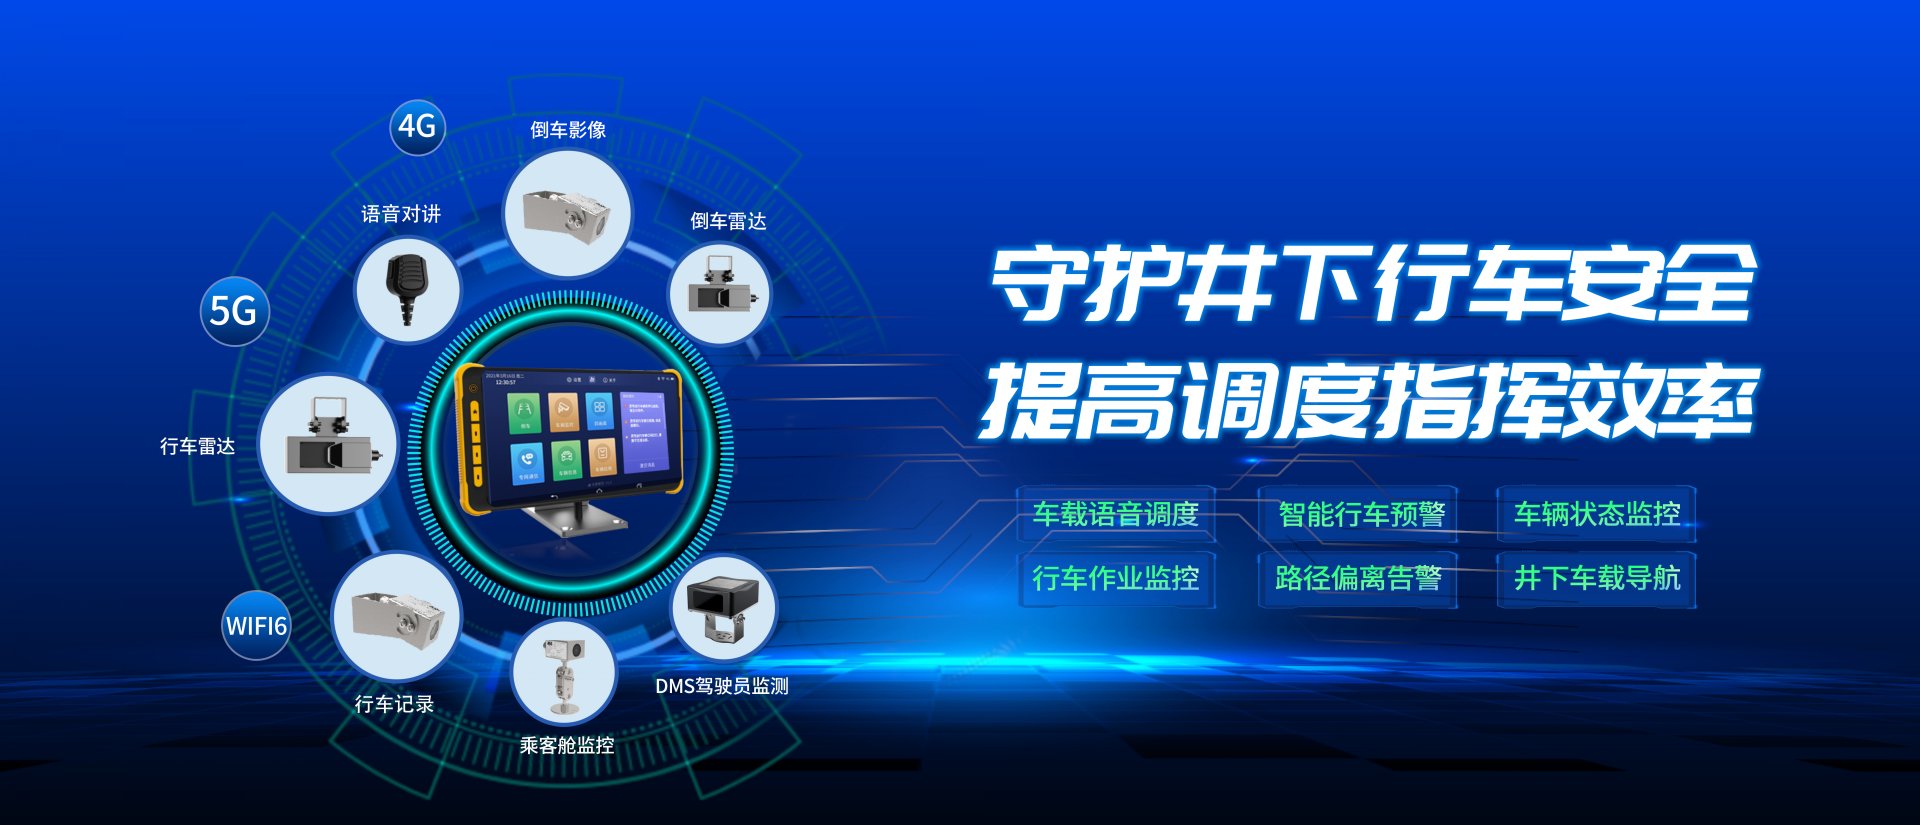 4G
倒车影像
语音对讲
倒车雷达
5G
行车雷达
WIFI6
行车记录
乘客舱监控
DMS驾驶员监测
12:30:57
守护井下行车安全
提高调度指挥效率
车载语音调度
智能行车预警
车辆状态监控
行车作业监控
路径偏离告警
井下车载导航